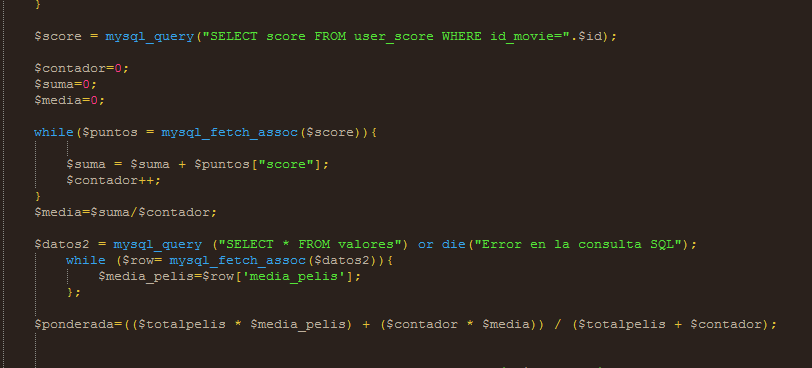 }
$score = mysql_query("SELECT score FROM user_score WHERE id_movie=".$id);
$contador=0;
$suma=0;
$media=0;
while($puntos = mysql_fetch_assoc($score)){
$suma = $suma + $puntos["score"];
$contador++;
}
$media=$suma/$contador;
$datos2 = mysql_query ("SELECT * FROM valores") or die("Error en la consulta SQL");
while ($row= mysql_fetch_assoc($datos2)){
$media_pelis=$row['media_pelis'];
};
$ponderada=(($totalpelis * $media_pelis) + ($contador * $media)) / ($totalpelis + $contador);